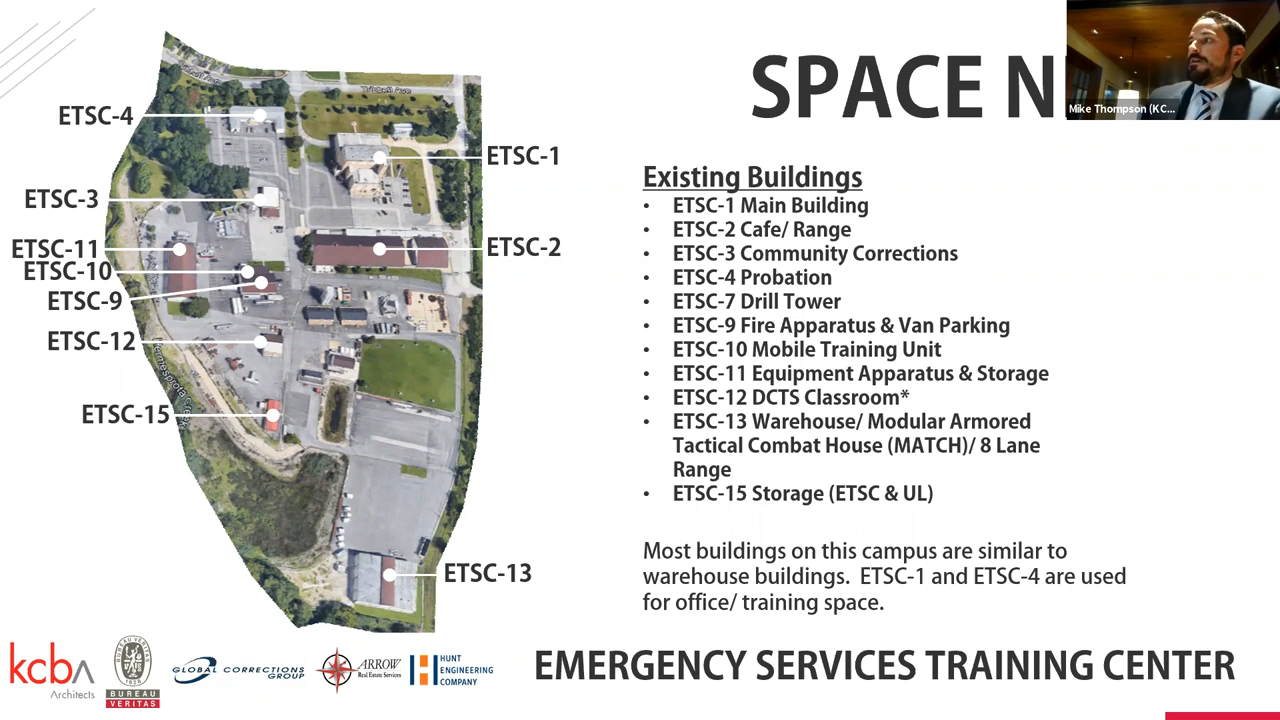 SPACE N
Mike Thompson (KC...
ETSC-4
ETSC-1
ETSC-3
ETSC-11
ETSC-2
ETSC-10
ETSC-9
ETSC-12
ETSC-15
ETSC-13
Existing Buildings
• ETSC-1 Main Building
• ETSC-2 Cafe/ Range
• ETSC-3 Community Corrections
• ETSC-4 Probation
• ETSC-7 Drill Tower
• ETSC-9 Fire Apparatus & Van Parking
• ETSC-10 Mobile Training Unit
• ETSC-11 Equipment Apparatus & Storage
• ETSC-12 DCTS Classroom*
• ETSC-13 Warehouse/ Modular Armored
Tactical Combat House (MATCH)/ 8 Lane
Range
• ETSC-15 Storage (ETSC & UL)
Most buildings on this campus are similar to
warehouse buildings.  ETSC-1 and ETSC-4 are used
for office/ training space.
kcba
Architects
BUREAU VERITAS
1828
BUREAU
VERITAS
GLOBAL CORRECTIONS
GROUP
ARROW
Real Estate Services
HUNT
ENGINEERING
COMPANY
EMERGENCY SERVICES TRAINING CENTER